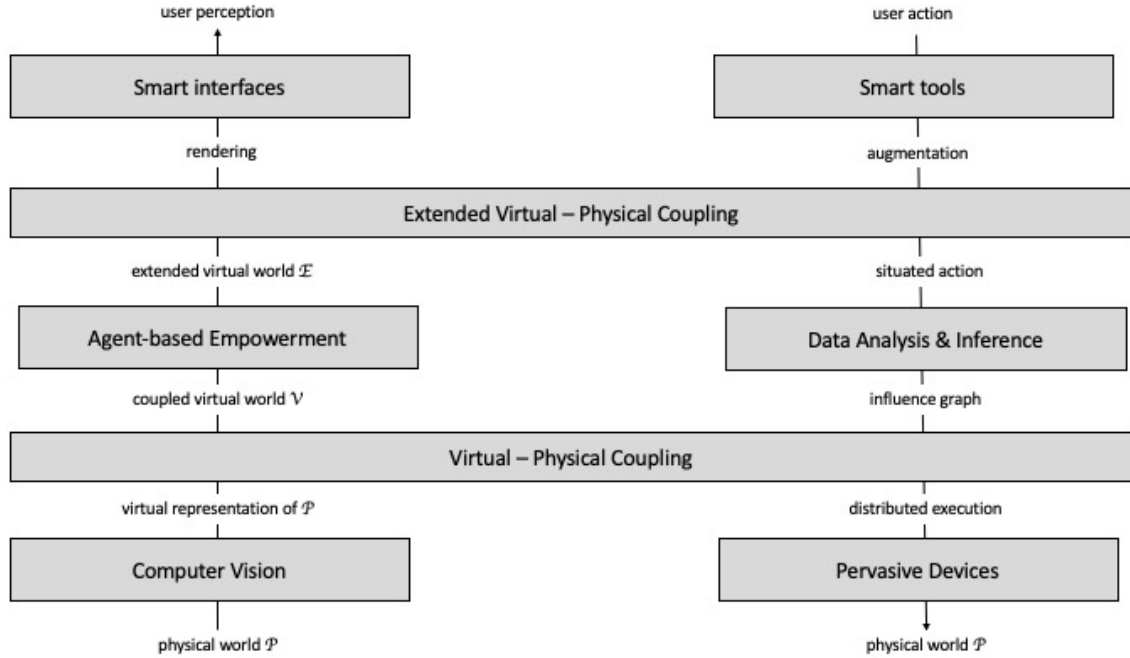 user perception
user action
Smart interfaces
Smart tools
rendering
augmentation
Extended Virtual – Physical Coupling
extended virtual world ℰ
situated action
Agent-based Empowerment
Data Analysis & Inference
coupled virtual world 𝒱
influence graph
Virtual – Physical Coupling
virtual representation of 𝒫
distributed execution
Computer Vision
Pervasive Devices
physical world 𝒫
physical world 𝒫